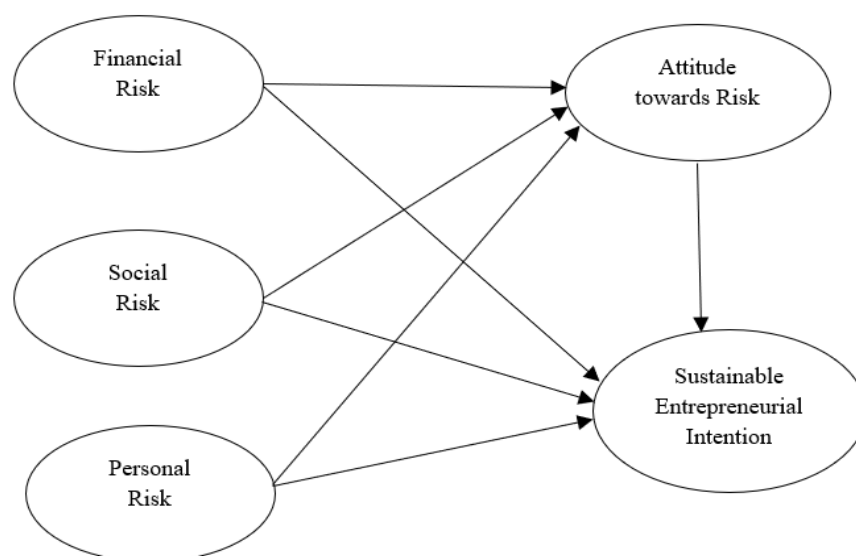 Financial
Risk
Attitude
towards Risk
Social
Risk
Sustainable
Entrepreneurial
Intention
Personal
Risk